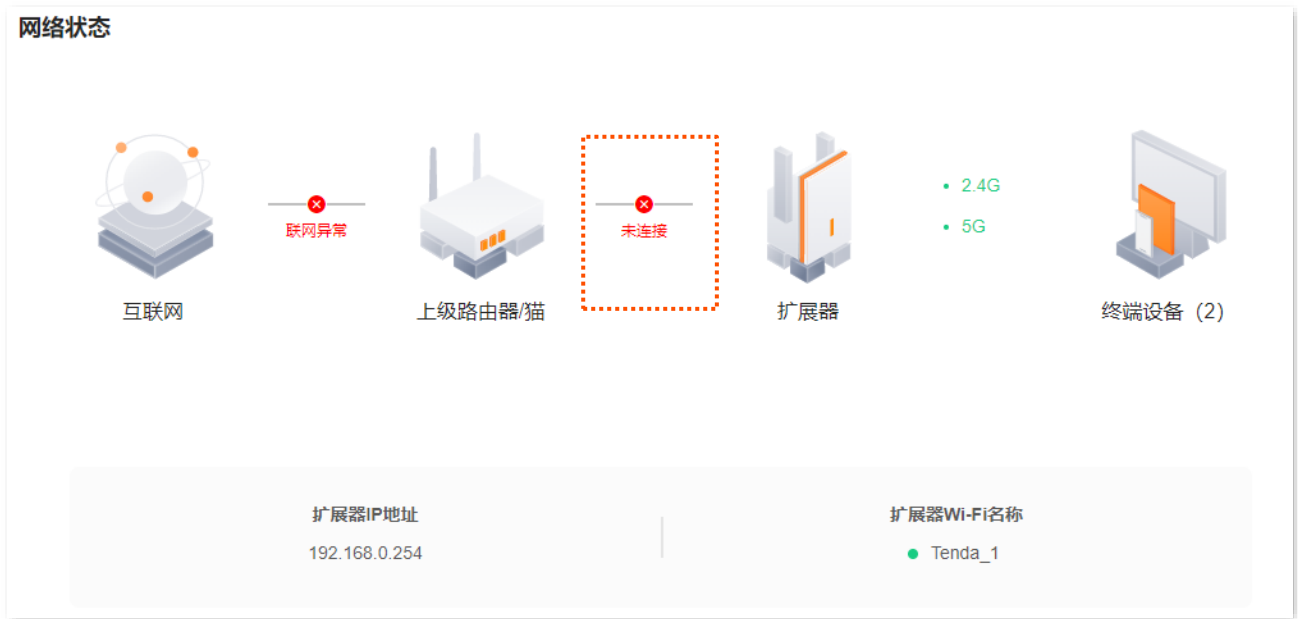 网络状态
2.4G
联网异常
未连接
5G
互联网
上级路由器/猫
扩展器
终端设备（2）
扩展器IP地址
扩展器Wi-Fi名称
192.168.0.254
Tenda_1